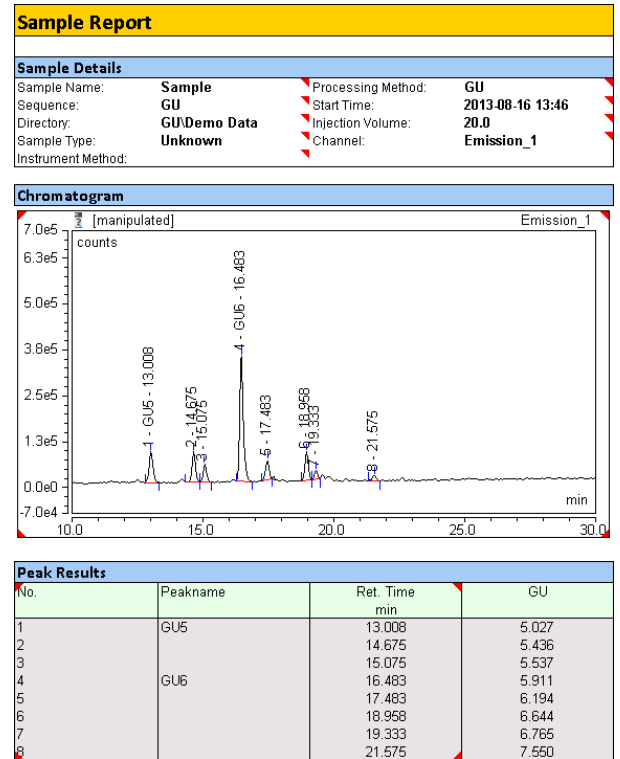 Sample Report
Sample Details
Sample Name: Sample Processing Method: GU
Sequence: GU Start Time: 2013-08-16 13:46
Directory: GU\Demo Data Injection Volume: 20.0
Sample Type: Unknown Channel: Emission_1
Instrument Method:
Chromatogram
[manipulated] Emission_1
7.0e5
counts
6.3e5
5.0e5
3.8e5
2.5e5
1.3e5
0.0e0
-7.0e4
1 - GU5 - 13.008
2 - 14.675
3 - 15.075
4 - GU6 - 16.483
5 - 17.483
6 - 18.958
7 - 19.333
8 - 21.575
min
10.0 15.0 20.0 25.0 30.0
Peak Results
No. Peakname Ret. Time GU
min
1 GU5 13.008 5.027
2 14.675 5.436
3 15.075 5.537
4 GU6 16.483 5.911
5 17.483 6.194
6 18.958 6.644
7 19.333 6.765
8 21.575 7.550